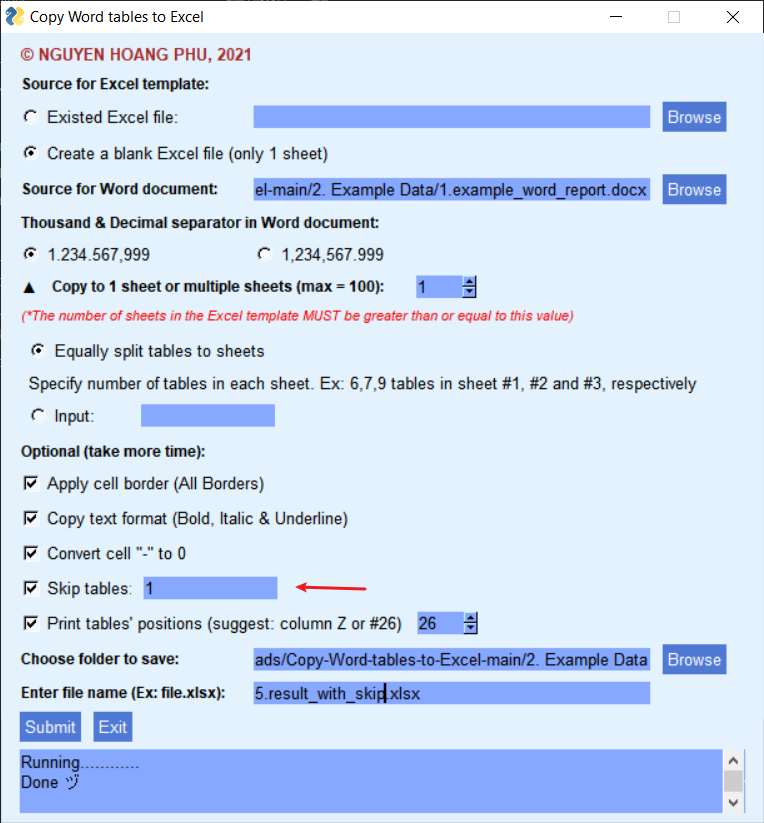 Copy Word tables to Excel
© NGUYEN HOANG PHU, 2021
Source for Excel template:
Existed Excel file:
Browse
Create a blank Excel file (only 1 sheet)
Source for Word document:
el-main/2. Example Data/1.example_word_report.docx
Browse
Thousand & Decimal separator in Word document:
1.234.567,999
1,234,567.999
▲ Copy to 1 sheet or multiple sheets (max = 100):
1
(*The number of sheets in the Excel template MUST be greater than or equal to this value)
Equally split tables to sheets
Specify number of tables in each sheet. Ex: 6,7,9 tables in sheet #1, #2 and #3, respectively
Input:
Optional (take more time):
Apply cell border (All Borders)
Copy text format (Bold, Italic & Underline)
Convert cell "-" to 0
Skip tables:
1
Print tables' positions (suggest: column Z or #26)
26
Choose folder to save:
ads/Copy-Word-tables-to-Excel-main/2. Example Data
Browse
Enter file name (Ex: file.xlsx):
5.result_with_skip.xlsx
Submit
Exit
Running............
Done ヅ